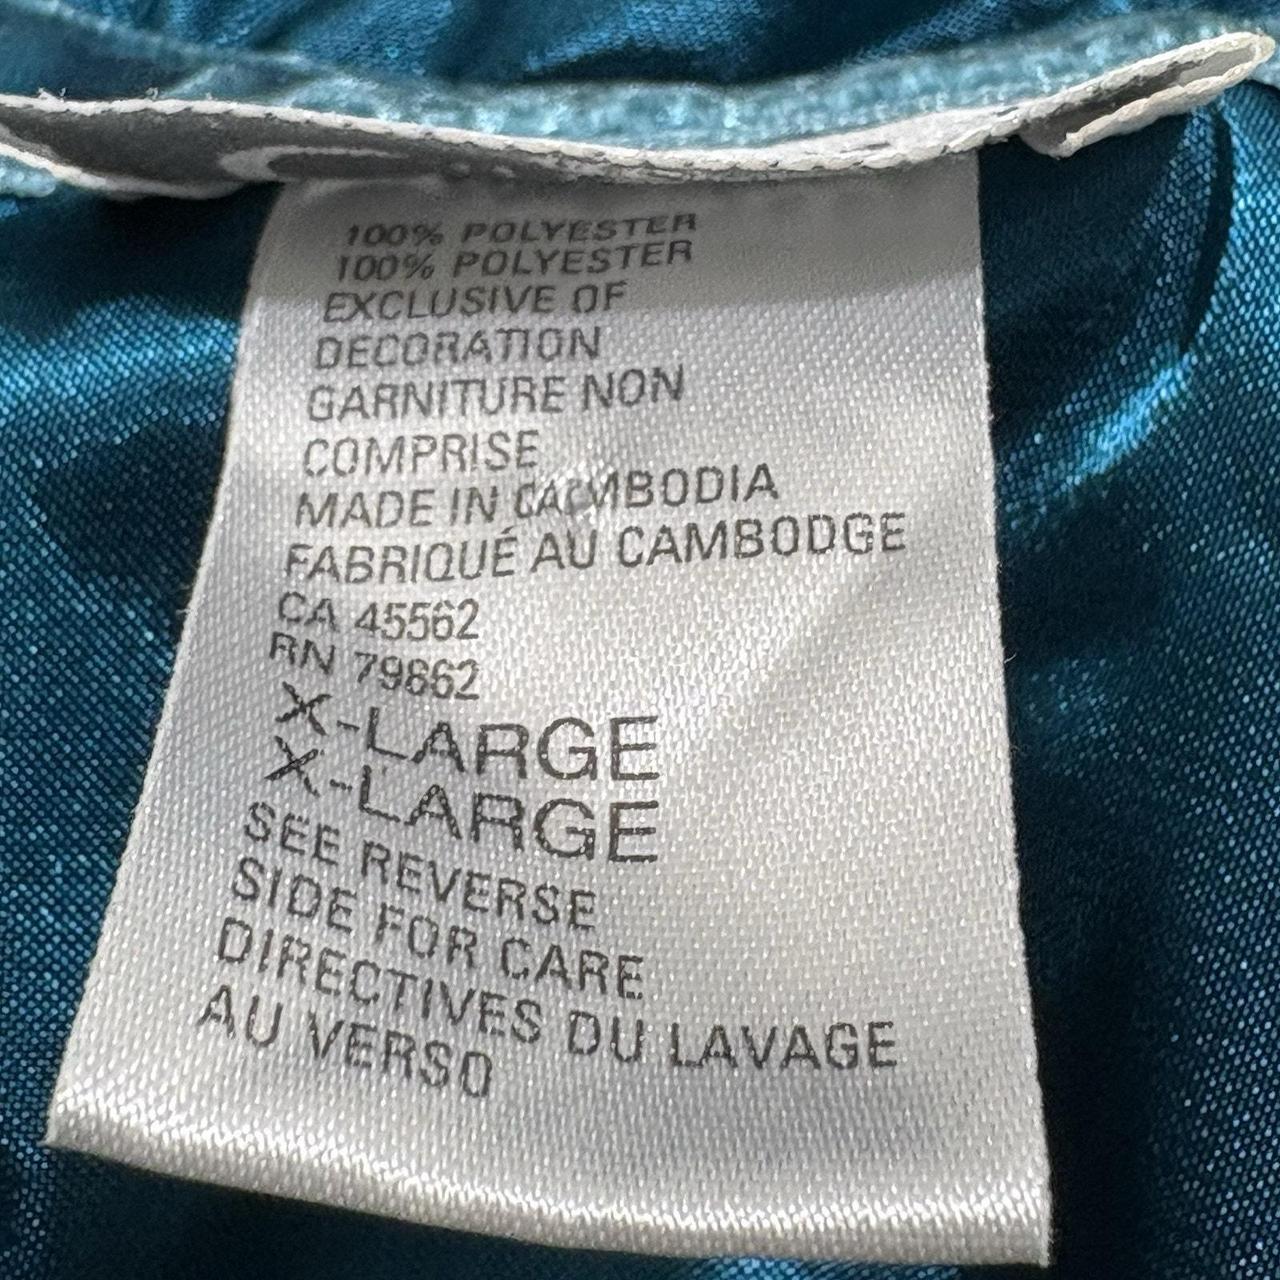 100% POLYESTER
100% POLYESTER
EXCLUSIVE OF
DECORATION
GARNITURE NON
COMPRISE
MADE IN CAMBODIA
FABRIQUÉ AU CAMBODGE
CA 45562
RN 79862
X-LARGE
X-LARGE
SEE REVERSE
SIDE FOR CARE
DIRECTIVES DU LAVAGE
AU VERSO